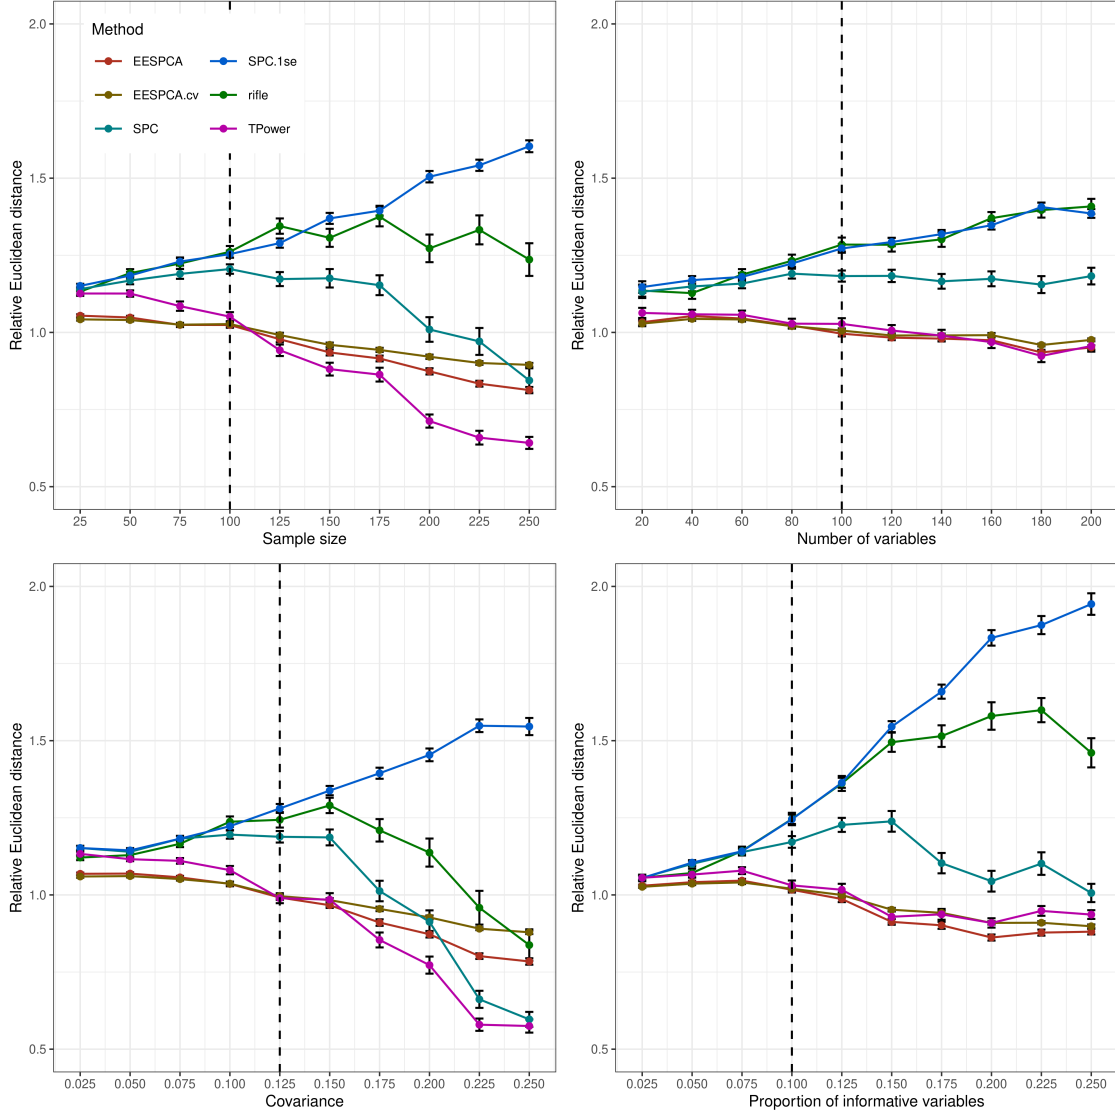 Method
EESPCA
SPC.1se
EESPCA.cv
rifle
SPC
TPower
Relative Euclidean distance
2.0
1.5
1.0
0.5
25 50 75 100 125 150 175 200 225 250
Sample size
Relative Euclidean distance
2.0
1.5
1.0
0.5
20 40 60 80 100 120 140 160 180 200
Number of variables
Relative Euclidean distance
2.0
1.5
1.0
0.5
0.025 0.050 0.075 0.100 0.125 0.150 0.175 0.200 0.225 0.250
Covariance
Relative Euclidean distance
2.0
1.5
1.0
0.5
0.025 0.050 0.075 0.100 0.125 0.150 0.175 0.200 0.225 0.250
Proportion of informative variables